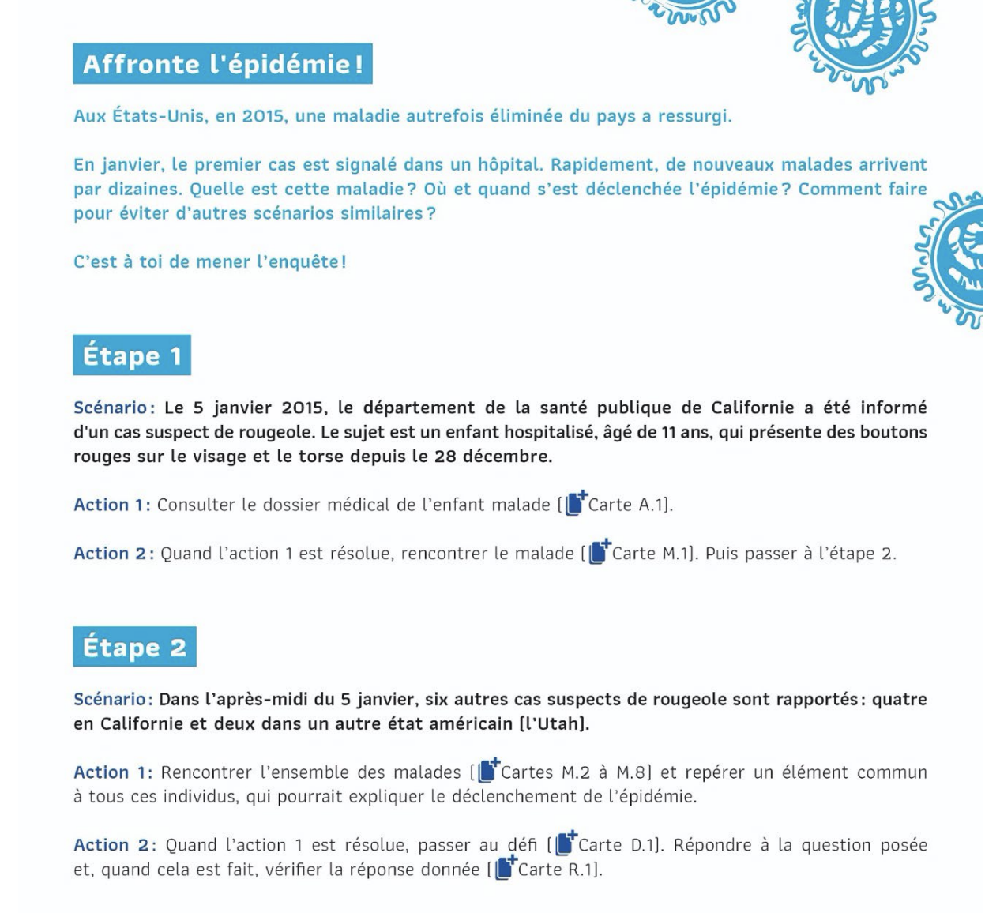 Affronte l'épidémie !
Aux États-Unis, en 2015, une maladie autrefois éliminée du pays a ressurgi.
En janvier, le premier cas est signalé dans un hôpital. Rapidement, de nouveaux malades arrivent
par dizaines. Quelle est cette maladie ? Où et quand s’est déclenchée l’épidémie ? Comment faire
pour éviter d’autres scénarios similaires ?
C’est à toi de mener l’enquête !
Étape 1
Scénario : Le 5 janvier 2015, le département de la santé publique de Californie a été informé
d'un cas suspect de rougeole. Le sujet est un enfant hospitalisé, âgé de 11 ans, qui présente des boutons
rouges sur le visage et le torse depuis le 28 décembre.
Action 1 : Consulter le dossier médical de l’enfant malade (Carte A.1).
Action 2 : Quand l’action 1 est résolue, rencontrer le malade (Carte M.1). Puis passer à l’étape 2.
Étape 2
Scénario : Dans l’après-midi du 5 janvier, six autres cas suspects de rougeole sont rapportés : quatre
en Californie et deux dans un autre état américain (l’Utah).
Action 1 : Rencontrer l’ensemble des malades (Cartes M.2 à M.8) et repérer un élément commun
à tous ces individus, qui pourrait expliquer le déclenchement de l’épidémie.
Action 2 : Quand l’action 1 est résolue, passer au défi (Carte D.1). Répondre à la question posée
et, quand cela est fait, vérifier la réponse donnée (Carte R.1).